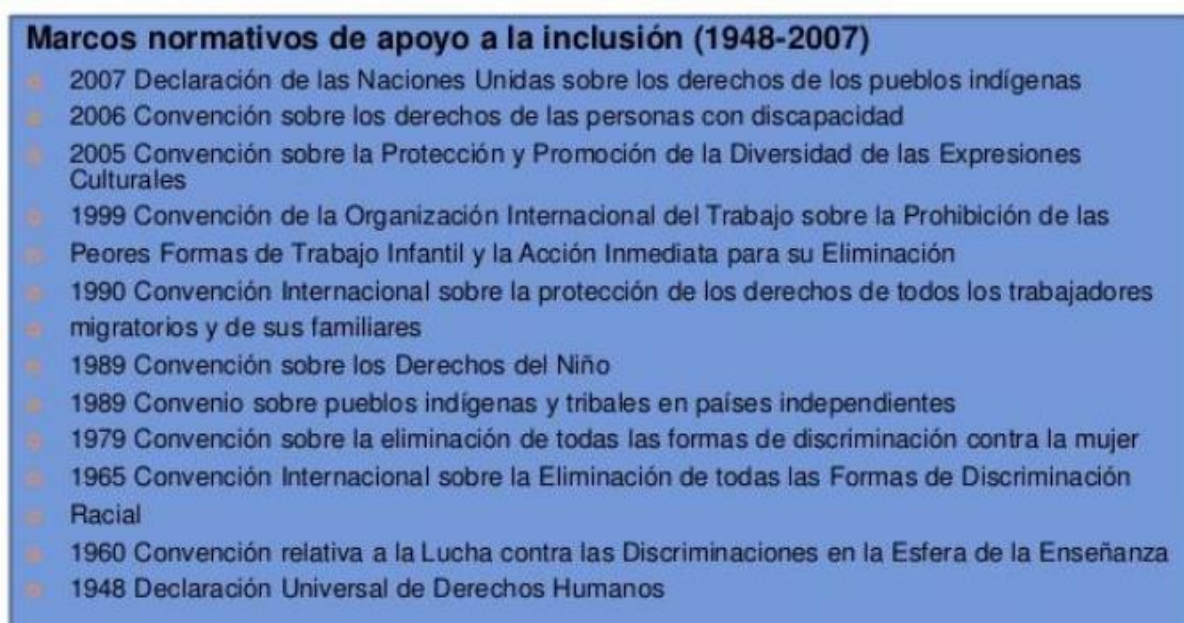 Marcos normativos de apoyo a la inclusión (1948-2007)
2007 Declaración de las Naciones Unidas sobre los derechos de los pueblos indígenas
2006 Convención sobre los derechos de las personas con discapacidad
2005 Convención sobre la Protección y Promoción de la Diversidad de las Expresiones
Culturales
1999 Convención de la Organización Internacional del Trabajo sobre la Prohibición de las
Peores Formas de Trabajo Infantil y la Acción Inmediata para su Eliminación
1990 Convención Internacional sobre la protección de los derechos de todos los trabajadores
migratorios y de sus familiares
1989 Convención sobre los Derechos del Niño
1989 Convenio sobre pueblos indígenas y tribales en países independientes
1979 Convención sobre la eliminación de todas las formas de discriminación contra la mujer
1965 Convención Internacional sobre la Eliminación de todas las Formas de Discriminación
Racial
1960 Convención relativa a la Lucha contra las Discriminaciones en la Esfera de la Enseñanza
1948 Declaración Universal de Derechos Humanos